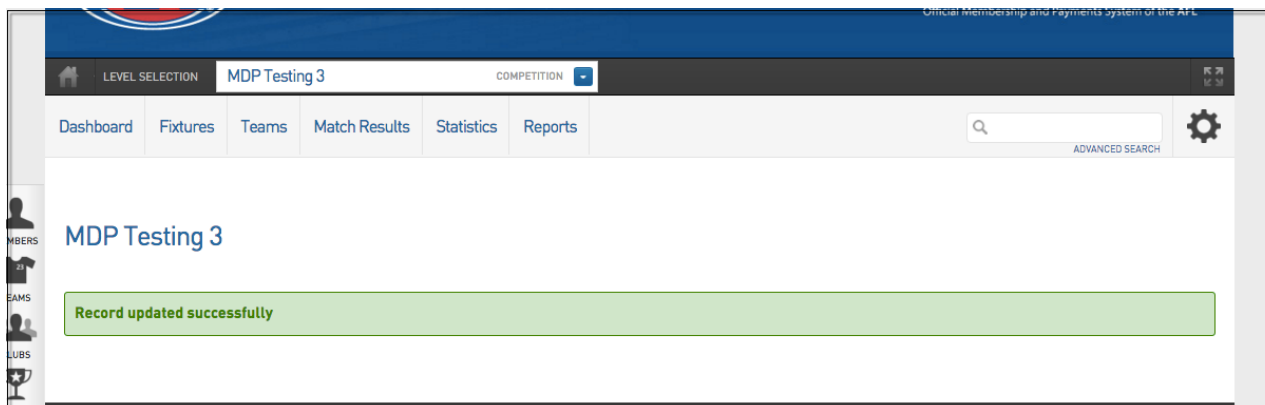 Official Membership and Payments System of the AFL
LEVEL SELECTION MDP Testing 3 COMPETITION
Dashboard Fixtures Teams Match Results Statistics Reports
ADVANCED SEARCH
MBERS
MDP Testing 3
23
EAMS
Record updated successfully
LUBS